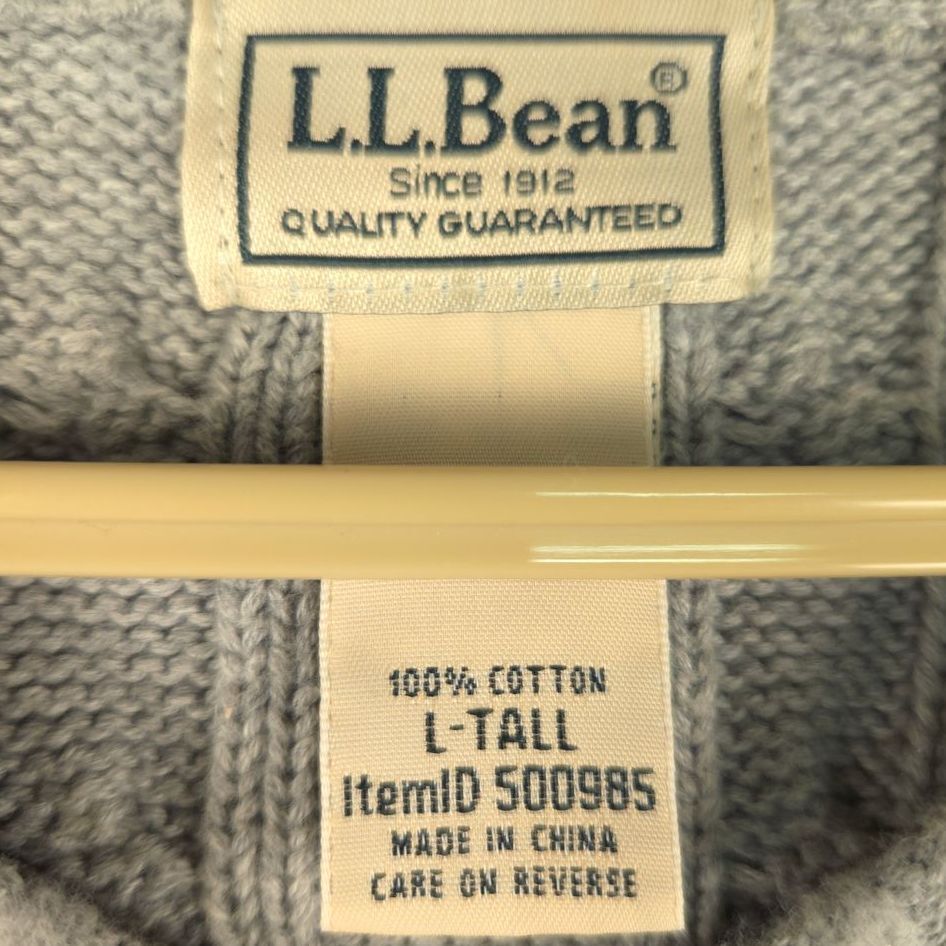 L.L.Bean®
Since 1912
QUALITY GUARANTEED
100% COTTON
L-TALL
ItemID 500985
MADE IN CHINA
CARE ON REVERSE